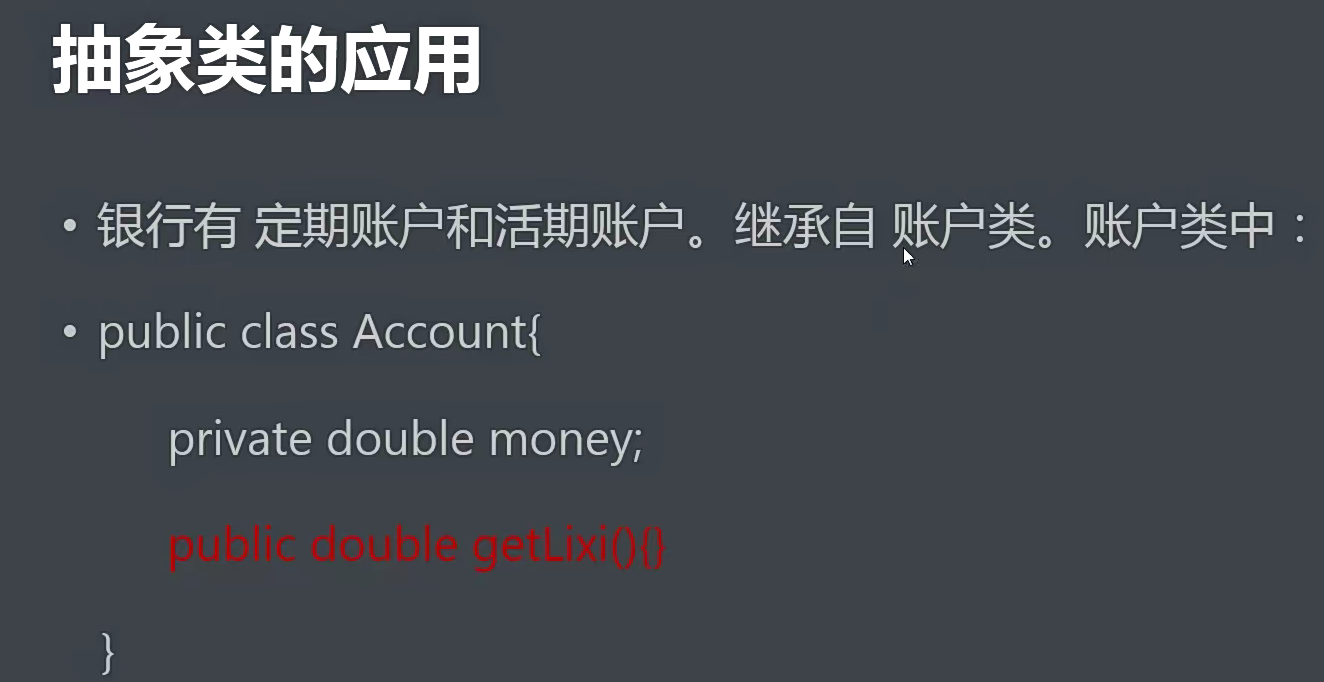 抽象类的应用
• 银行有 定期账户和活期账户。继承自 账户类。账户类中：
• public class Account{
private double money;
public double getLixi(){}
}